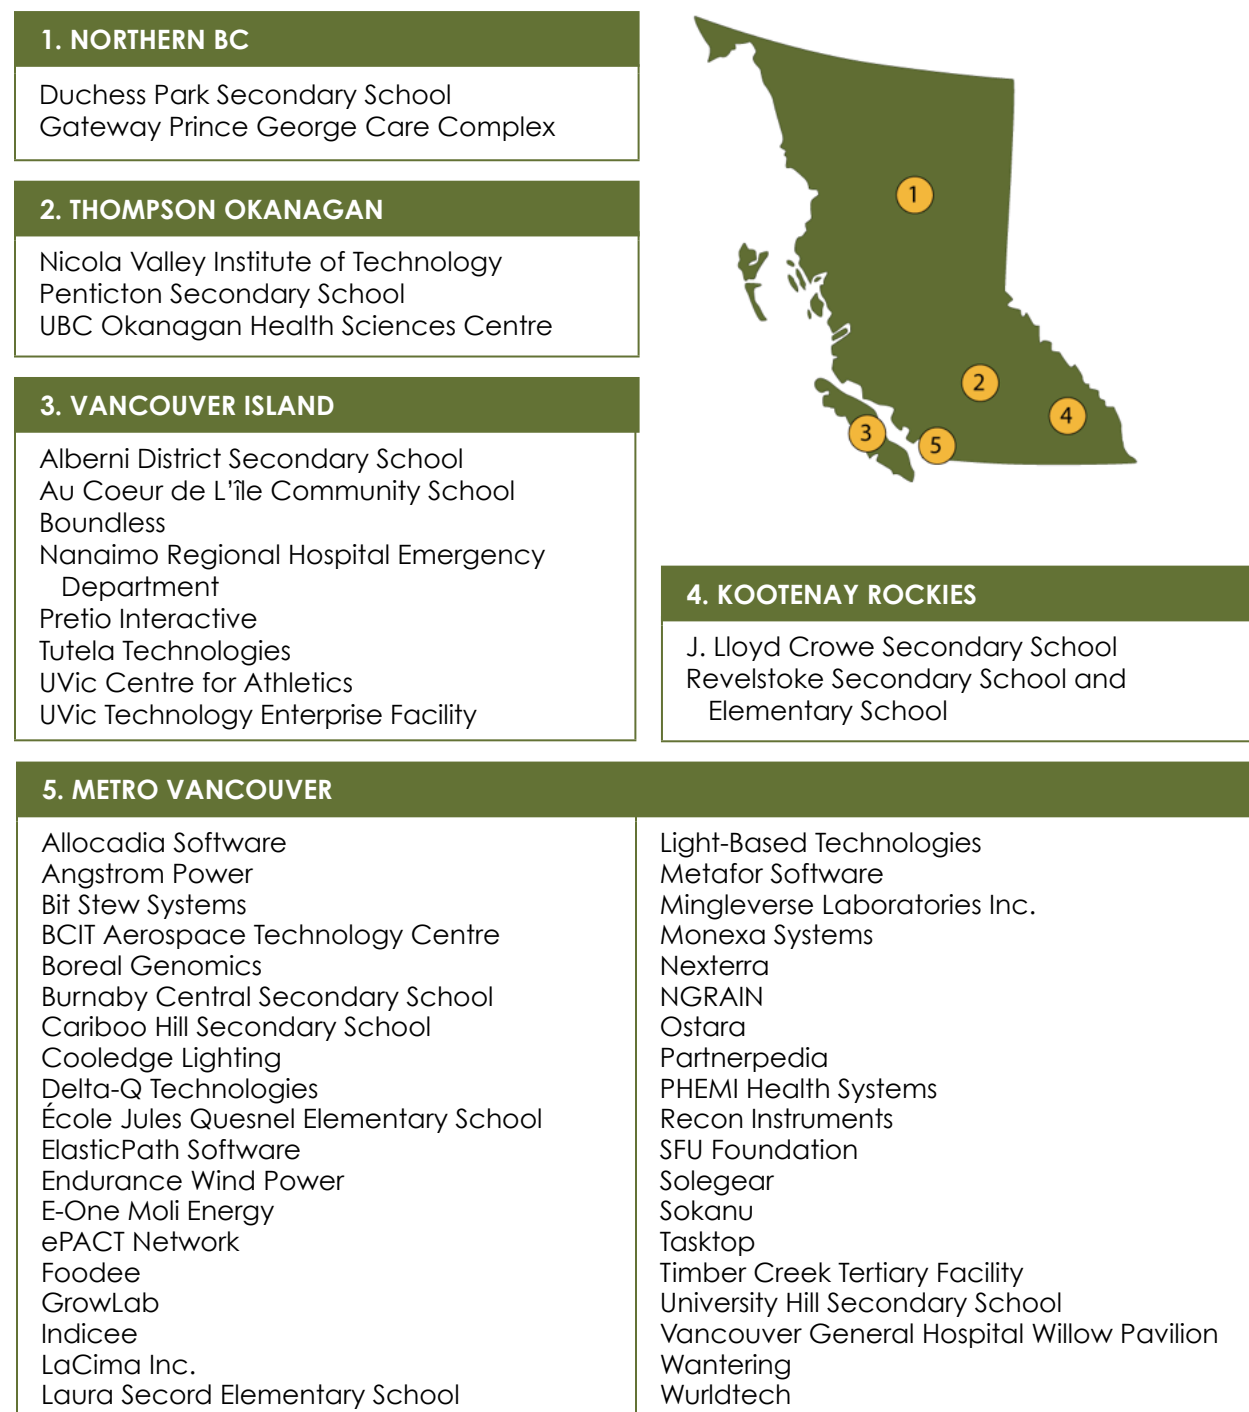 1. NORTHERN BC
Duchess Park Secondary School
Gateway Prince George Care Complex
2. THOMPSON OKANAGAN
Nicola Valley Institute of Technology
Penticton Secondary School
UBC Okanagan Health Sciences Centre
3. VANCOUVER ISLAND
Alberni District Secondary School
Au Coeur de L’île Community School
Boundless
Nanaimo Regional Hospital Emergency
Department
Pretio Interactive
Tutela Technologies
UVic Centre for Athletics
UVic Technology Enterprise Facility
1
2
3
4
5
4. KOOTENAY ROCKIES
J. Lloyd Crowe Secondary School
Revelstoke Secondary School and
Elementary School
5. METRO VANCOUVER
Allocadia Software
Angstrom Power
Bit Stew Systems
BCIT Aerospace Technology Centre
Boreal Genomics
Burnaby Central Secondary School
Cariboo Hill Secondary School
Cooledge Lighting
Delta-Q Technologies
École Jules Quesnel Elementary School
ElasticPath Software
Endurance Wind Power
E-One Moli Energy
ePACT Network
Foodee
GrowLab
Indicee
LaCima Inc.
Laura Secord Elementary School
Light-Based Technologies
Metafor Software
Mingleverse Laboratories Inc.
Monexa Systems
Nexterra
NGRAIN
Ostara
Partnerpedia
PHEMI Health Systems
Recon Instruments
SFU Foundation
Solegear
Sokanu
Tasktop
Timber Creek Tertiary Facility
University Hill Secondary School
Vancouver General Hospital Willow Pavilion
Wantering
Wurldtech